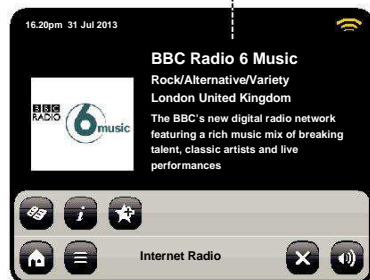 16.20pm 31 Jul 2013
BBC Radio 6 Music
Rock/Alternative/Variety
London United Kingdom
The BBC's new digital radio network
featuring a rich music mix of breaking
talent, classic artists and live
performances
BBC
RADIO
6
music
i
Internet Radio